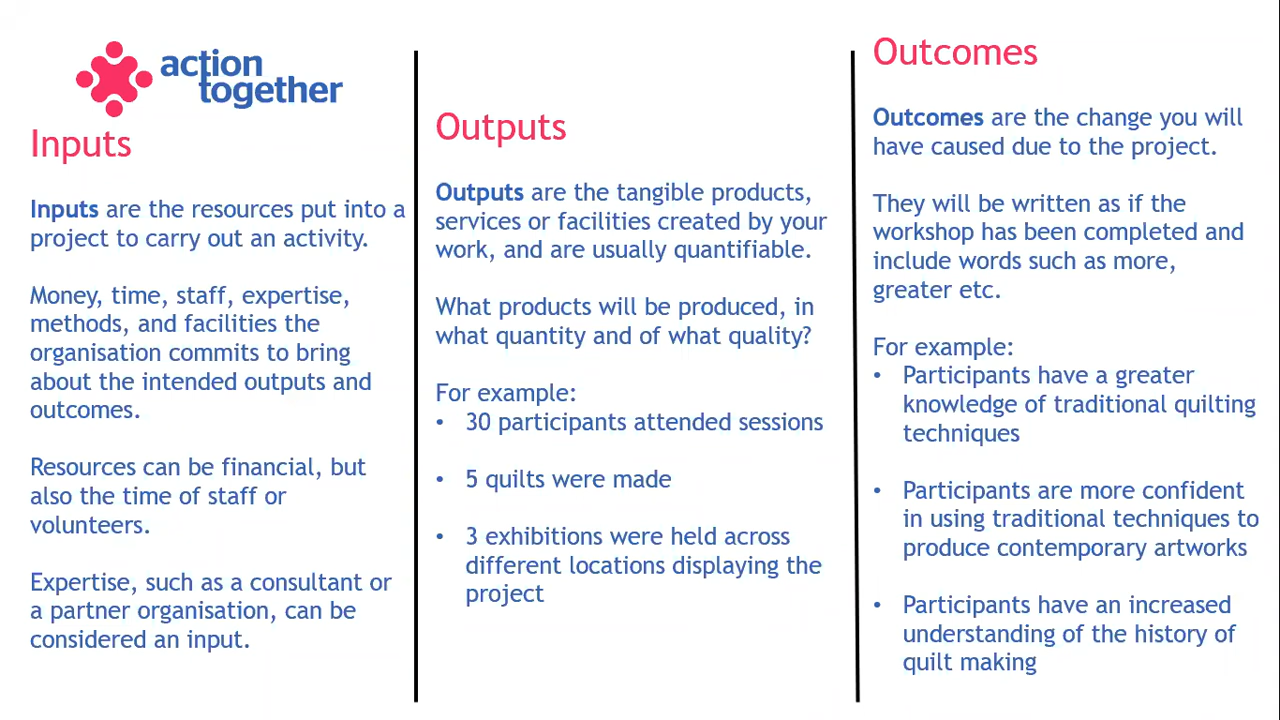 action
together
Inputs
Inputs are the resources put into a
project to carry out an activity.
Money, time, staff, expertise,
methods, and facilities the
organisation commits to bring
about the intended outputs and
outcomes.
Resources can be financial, but
also the time of staff or
volunteers.
Expertise, such as a consultant or
a partner organisation, can be
considered an input.
Outputs
Outputs are the tangible products,
services or facilities created by your
work, and are usually quantifiable.
What products will be produced, in
what quantity and of what quality?
For example:
• 30 participants attended sessions
• 5 quilts were made
• 3 exhibitions were held across
different locations displaying the
project
Outcomes
Outcomes are the change you will
have caused due to the project.
They will be written as if the
workshop has been completed and
include words such as more,
greater etc.
For example:
• Participants have a greater
knowledge of traditional quilting
techniques
• Participants are more confident
in using traditional techniques to
produce contemporary artworks
• Participants have an increased
understanding of the history of
quilt making